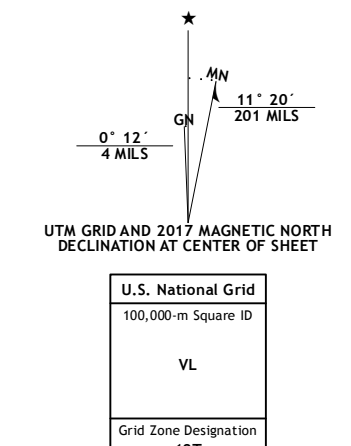 ★
MN
11° 20´
201 MILS
GN
0° 12´
4 MILS
UTM GRID AND 2017 MAGNETIC NORTH
DECLINATION AT CENTER OF SHEET
U.S. National Grid
100,000-m Square ID
VL
Grid Zone Designation